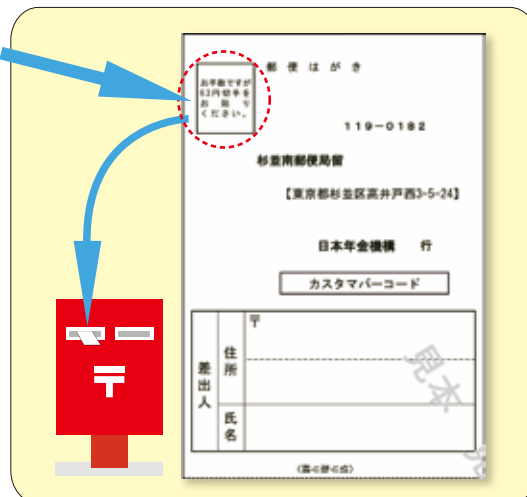 郵便はがき
お手数ですが
63円切手を
お貼り
ください。
119-0182
杉並南郵便局留
【東京都杉並区高井戸西3-5-24】
日本年金機構 行
カスタマバーコード
差出人
住所
〒
氏名
見本
〒